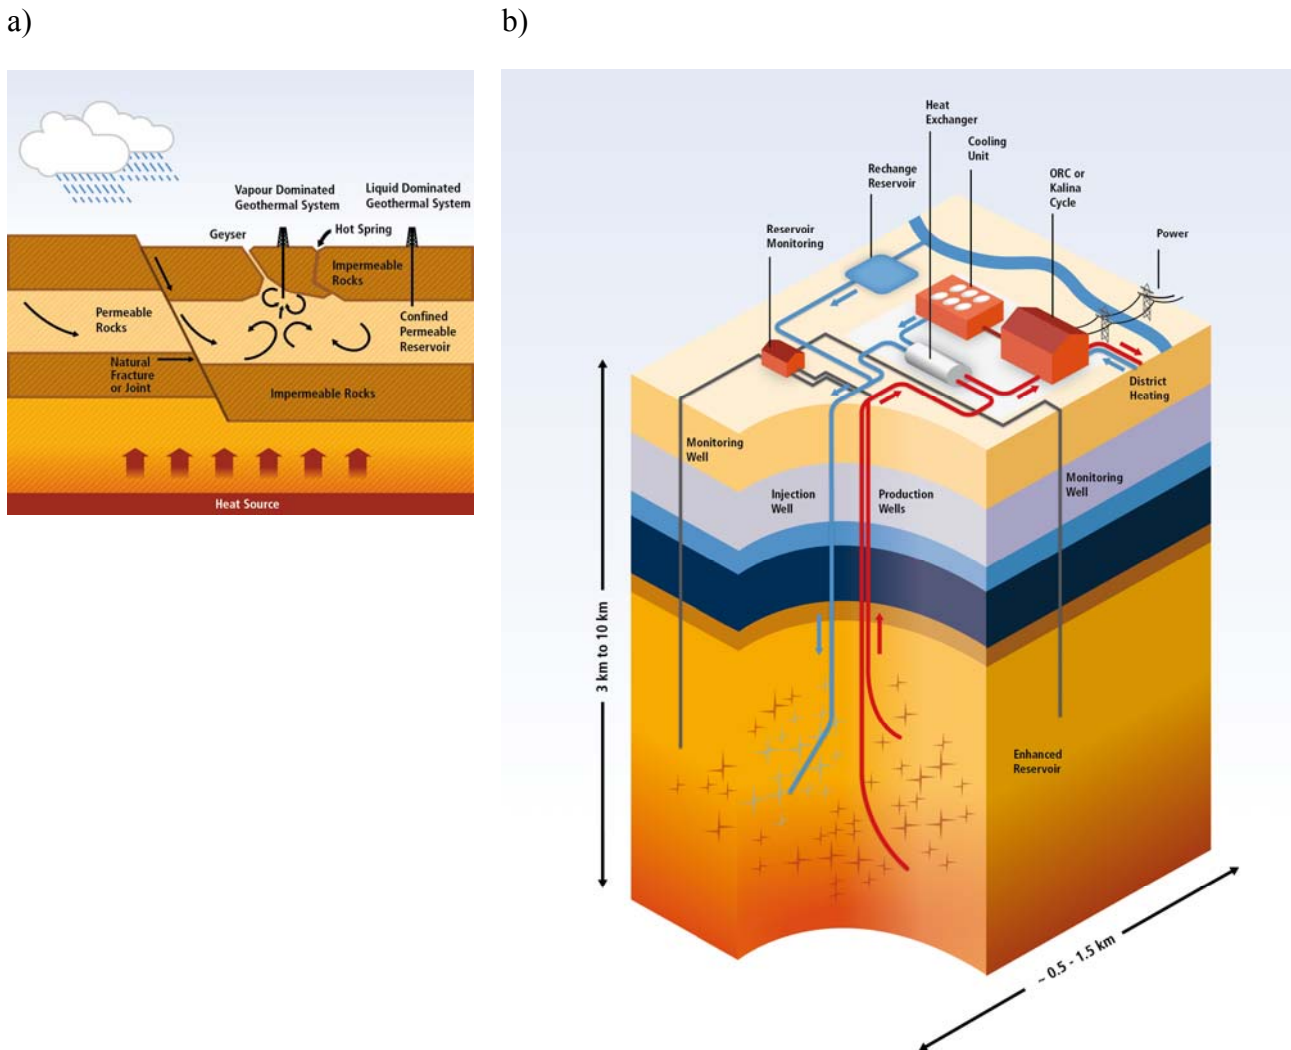 a)
b)
Vapour Dominated
Geothermal System
Liquid Dominated
Geothermal System
Geyser
Hot Spring
Impermeable
Rocks
Permeable
Rocks
Confined
Permeable
Reservoir
Natural
Fracture
or Joint
Impermeable Rocks
Heat Source
Heat
Exchanger
Cooling
Unit
Rechange
Reservoir
ORC or
Kalina
Cycle
Reservoir
Monitoring
Power
District
Heating
Monitoring
Well
Injection
Well
Production
Wells
Monitoring
Well
3 km to 10 km
Enhanced
Reservoir
~ 0.5 - 1.5 km